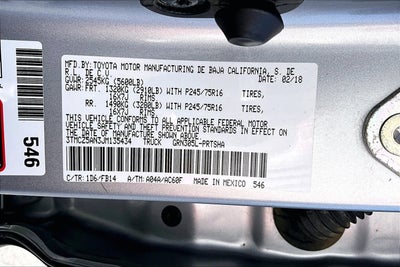 MFD.BY: TOYOTA MOTOR MANUFACTURING DE BAJA CALIFORNIA, S. DE
R.L. DE C.V. DATE: 02/18
GVWR: 2545KG (5600LB)
GAWR: FRT. 1320KG (2910LB) WITH P245/75R16 TIRES,
16X7J RIMS,
RR. 1490KG (3280LB) WITH P245/75R16 TIRES,
16X7J RIMS.
THIS VEHICLE CONFORMS TO ALL APPLICABLE FEDERAL MOTOR
VEHICLE SAFETY AND THEFT PREVENTION STANDARDS IN EFFECT ON
THE DATE OF MANUFACTURE SHOWN ABOVE.
3TMCZ5AN3JM135434 TRUCK GRN305L-PRTSHA
C/TR: 1D6/FB14 A/TM: A04A/AC60F MADE IN MEXICO 546
546